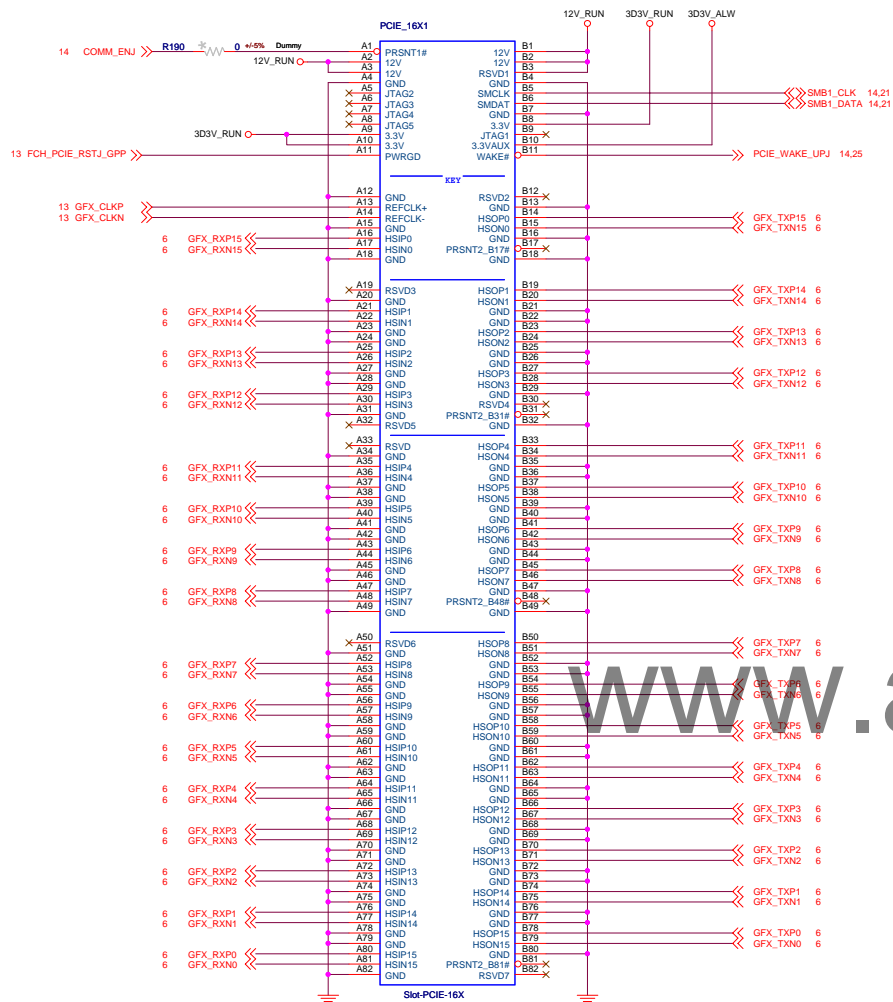 PCIE_16X1 12V_RUN 3D3V_RUN 3D3V_ALW
14 COMM_ENJ R190 * 0 +/-5% Dummy A1 PRSNT1# 12V B1
12V_RUN A2 12V 12V B2
A3 12V RSVD1 B3
A4 GND GND B4
A5 JTAG2 SMCLK B5 SMB1_CLK 14,21
A6 JTAG3 SMDAT B6 SMB1_DATA 14,21
A7 JTAG4 GND B7
A8 JTAG5 3.3V B8
3D3V_RUN A9 3.3V JTAG1 B9
A10 3.3V 3.3VAUX B10
13 FCH_PCIE_RSTJ_GPP A11 PWRGD WAKE# B11 PCIE_WAKE_UPJ 14,25
KEY
A12 GND RSVD2 B12
13 GFX_CLKP A13 REFCLK+ GND B13
13 GFX_CLKN A14 REFCLK- HSOP0 B14 GFX_TXP15 6
A15 GND HSON0 B15 GFX_TXN15 6
6 GFX_RXP15 A16 HSIP0 GND B16
6 GFX_RXN15 A17 HSIN0 PRSNT2_B17# B17
A18 GND GND B18
A19 RSVD3 HSOP1 B19 GFX_TXP14 6
A20 GND HSON1 B20 GFX_TXN14 6
6 GFX_RXP14 A21 HSIP1 GND B21
6 GFX_RXN14 A22 HSIN1 GND B22
A23 GND HSOP2 B23 GFX_TXP13 6
A24 GND HSON2 B24 GFX_TXN13 6
6 GFX_RXP13 A25 HSIP2 GND B25
6 GFX_RXN13 A26 HSIN2 GND B26
A27 GND HSOP3 B27 GFX_TXP12 6
A28 GND HSON3 B28 GFX_TXN12 6
6 GFX_RXP12 A29 HSIP3 GND B29
6 GFX_RXN12 A30 HSIN3 RSVD4 B30
A31 GND PRSNT2_B31# B31
A32 RSVD5 GND B32
A33 RSVD HSOP4 B33 GFX_TXP11 6
A34 GND HSON4 B34 GFX_TXN11 6
6 GFX_RXP11 A35 HSIP4 GND B35
6 GFX_RXN11 A36 HSIN4 GND B36
A37 GND HSOP5 B37 GFX_TXP10 6
A38 GND HSON5 B38 GFX_TXN10 6
6 GFX_RXP10 A39 HSIP5 GND B39
6 GFX_RXN10 A40 HSIN5 GND B40
A41 GND HSOP6 B41 GFX_TXP9 6
A42 GND HSON6 B42 GFX_TXN9 6
6 GFX_RXP9 A43 HSIP6 GND B43
6 GFX_RXN9 A44 HSIN6 GND B44
A45 GND HSOP7 B45 GFX_TXP8 6
A46 GND HSON7 B46 GFX_TXN8 6
6 GFX_RXP8 A47 HSIP7 GND B47
6 GFX_RXN8 A48 HSIN7 PRSNT2_B48# B48
A49 GND GND B49
A50 RSVD6 HSOP8 B50 GFX_TXP7 6
A51 GND HSON8 B51 GFX_TXN7 6
6 GFX_RXP7 A52 HSIP8 GND B52
6 GFX_RXN7 A53 HSIN8 GND B53
A54 GND HSOP9 B54 GFX_TXP6 6
A55 GND HSON9 B55 GFX_TXN6 6
6 GFX_RXP6 A56 HSIP9 GND B56
6 GFX_RXN6 A57 HSIN9 GND B57
A58 GND HSOP10 B58 GFX_TXP5 6
A59 GND HSON10 B59 GFX_TXN5 6
6 GFX_RXP5 A60 HSIP10 GND B60
6 GFX_RXN5 A61 HSIN10 GND B61
A62 GND HSOP11 B62 GFX_TXP4 6
A63 GND HSON11 B63 GFX_TXN4 6
6 GFX_RXP4 A64 HSIP11 GND B64
6 GFX_RXN4 A65 HSIN11 GND B65
A66 GND HSOP12 B66 GFX_TXP3 6
A67 GND HSON12 B67 GFX_TXN3 6
6 GFX_RXP3 A68 HSIP12 GND B68
6 GFX_RXN3 A69 HSIN12 GND B69
A70 GND HSOP13 B70 GFX_TXP2 6
A71 GND HSON13 B71 GFX_TXN2 6
6 GFX_RXP2 A72 HSIP13 GND B72
6 GFX_RXN2 A73 HSIN13 GND B73
A74 GND HSOP14 B74 GFX_TXP1 6
A75 GND HSON14 B75 GFX_TXN1 6
6 GFX_RXP1 A76 HSIP14 GND B76
6 GFX_RXN1 A77 HSIN14 GND B77
A78 GND HSOP15 B78 GFX_TXP0 6
A79 GND HSON15 B79 GFX_TXN0 6
6 GFX_RXP0 A80 HSIP15 GND B80
6 GFX_RXN0 A81 HSIN15 PRSNT2_B81# B81
A82 GND RSVD7 B82
Slot-PCIE-16X
www.a